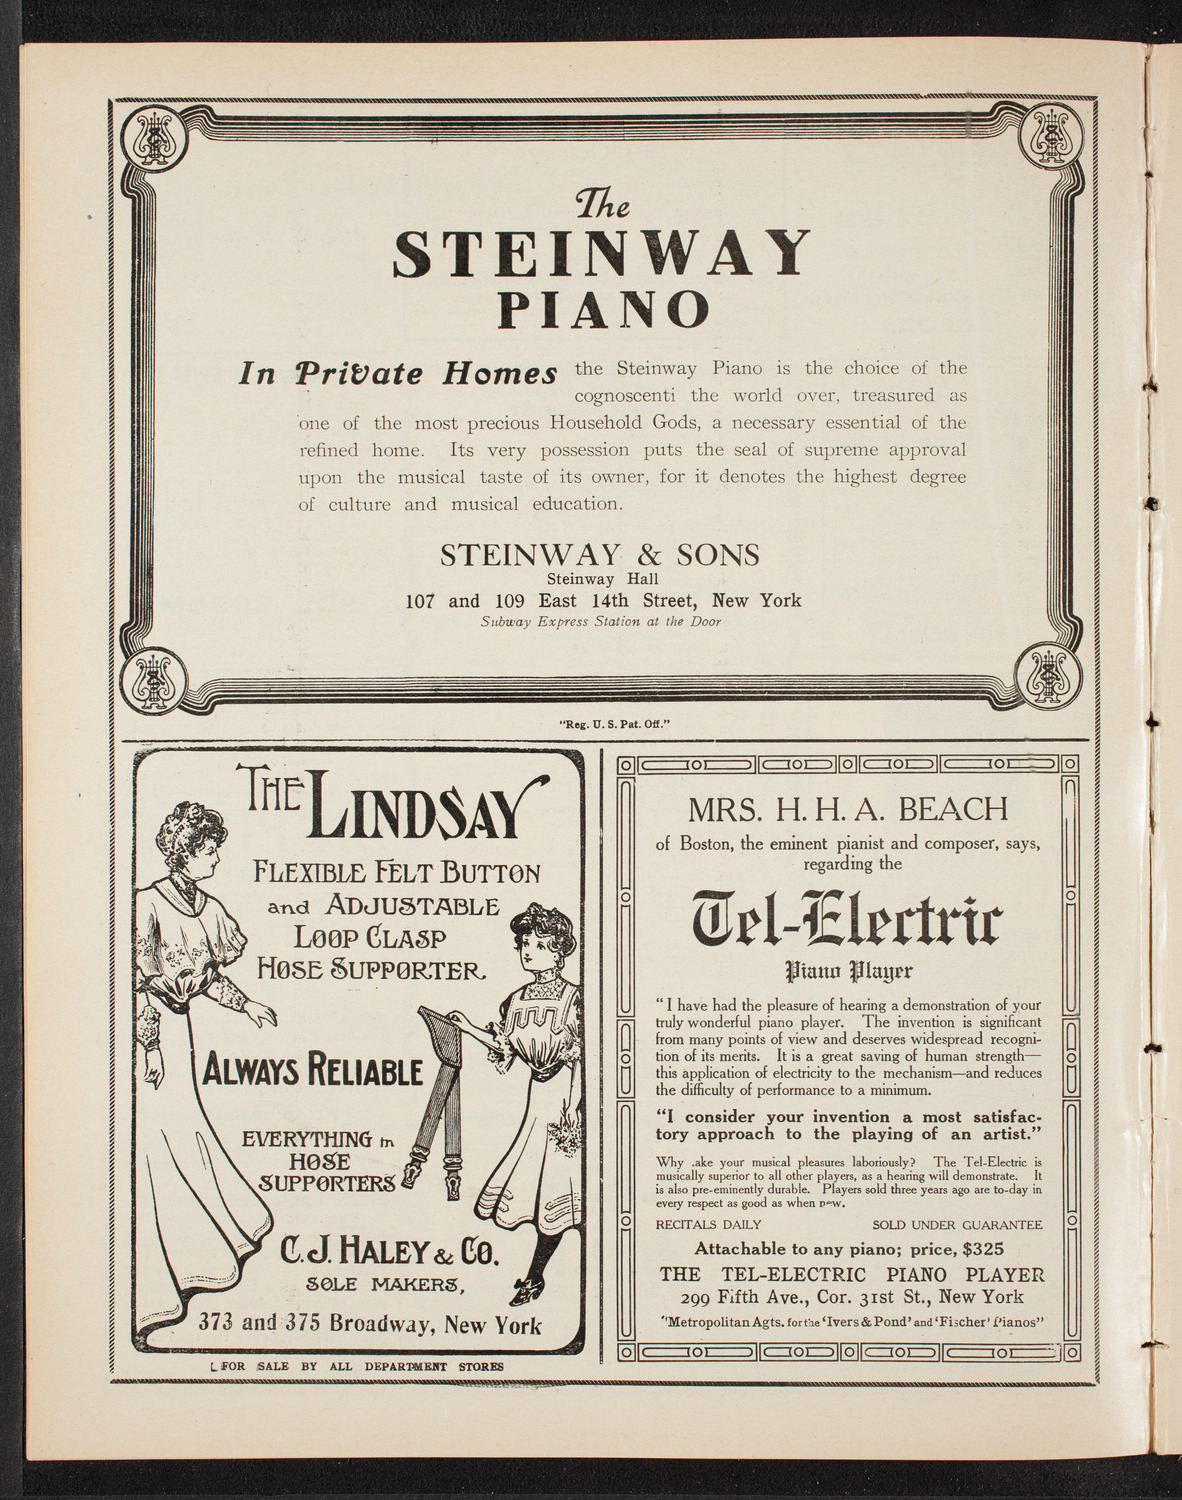 The
STEINWAY
PIANO
In Private Homes the Steinway Piano is the choice of the
cognoscenti the world over, treasured as
one of the most precious Household Gods, a necessary essential of the
refined home. Its very possession puts the seal of supreme approval
upon the musical taste of its owner, for it denotes the highest degree
of culture and musical education.
STEINWAY & SONS
Steinway Hall
107 and 109 East 14th Street, New York
Subway Express Station at the Door
"Reg. U. S. Pat. Off."
THE LINDSAY
FLEXIBLE FELT BUTTON
and ADJUSTABLE
LOOP CLASP
HOSE SUPPORTER
ALWAYS RELIABLE
EVERYTHING in
HOSE
SUPPORTERS
C. J. HALEY & CO.
SOLE MAKERS,
373 and 375 Broadway, New York
FOR SALE BY ALL DEPARTMENT STORES
MRS. H. H. A. BEACH
of Boston, the eminent pianist and composer, says,
regarding the
Tel-Electric
Piano Player
"I have had the pleasure of hearing a demonstration of your
truly wonderful piano player. The invention is significant
from many points of view and deserves widespread recogni-
tion of its merits. It is a great saving of human strength—
this application of electricity to the mechanism—and reduces
the difficulty of performance to a minimum.
"I consider your invention a most satisfac-
tory approach to the playing of an artist."
Why .ake your musical pleasures laboriously? The Tel-Electric is
musically superior to all other players, as a hearing will demonstrate. It
is also pre-eminently durable. Players sold three years ago are to-day in
every respect as good as when new.
RECITALS DAILY SOLD UNDER GUARANTEE
Attachable to any piano; price, $325
THE TEL-ELECTRIC PIANO PLAYER
299 Fifth Ave., Cor. 31st St., New York
"Metropolitan Agts. for the 'Ivers & Pond' and 'Fischer' Pianos"